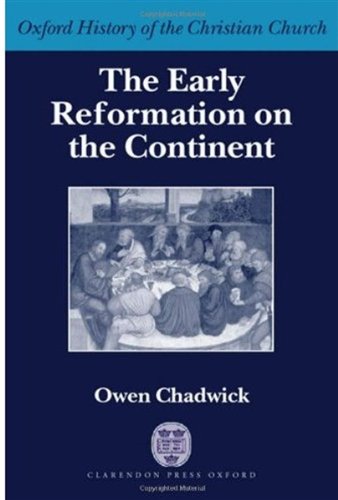 Oxford History of the Christian Church
The Early
Reformation on
the Continent
Owen Chadwick
CLARENDON PRESS OXFORD